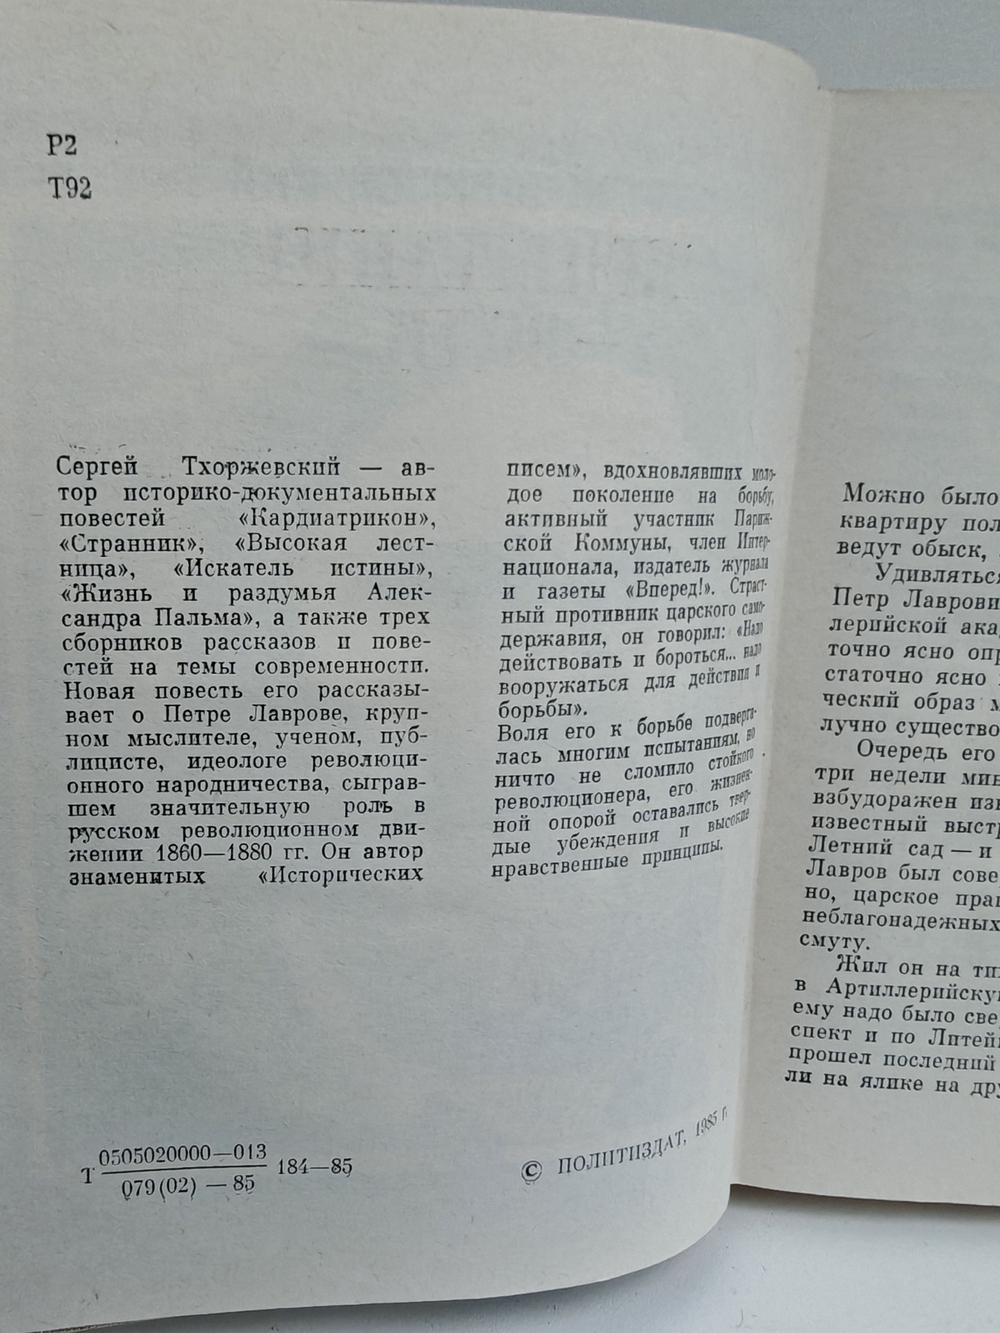 Р2
Т92
Сергей Тхоржевский — ав-
тор историко-документальных
повестей «Кардиатрикон»,
«Странник», «Высокая лест-
ница», «Искатель истины»,
«Жизнь и раздумья Алек-
сандра Пальма», а также трех
сборников рассказов и пове-
стей на темы современности.
Новая повесть его рассказы-
вает о Петре Лаврове, круп-
ном мыслителе, ученом, пуб-
лицисте, идеологе революци-
онного народничества, сыграв-
шем значительную роль в
русском революционном дви-
жении 1860—1880 гг. Он автор
знаменитых «Исторических
писем», вдохновлявших моло-
дое поколение на борьбу,
активный участник Париж-
ской Коммуны, член Интер-
национала, издатель журнала
и газеты «Вперед!». Страст-
ный противник царского само-
державия, он говорил: «Надо
действовать и бороться... надо
вооружаться для действия и
борьбы».
Воля его к борьбе подверга-
лась многим испытаниям, но
ничто не сломило стойкого
революционера, его жизнен-
ной опорой оставались твер-
дые убеждения и высокие
нравственные принципы.
Т 0505020000—013 184—85
079(02) — 85
© ПОЛИТИЗДАТ, 1985 г.
Можно было
квартиру пол
ведут обыск,
Удивляться
Петр Лаврови
лерийской ака
точно ясно опр
статочно ясно
ческий образ м
лучно существо
Очередь его
три недели мин
взбудоражен изв
известный выстр
Летний сад — и
Лавров был сове
но, царское прав
неблагонадежных
смуту.
Жил он на ти
в Артиллерийску
ему надо было све
спект и по Литей
прошел последний
ли на ялике на дру